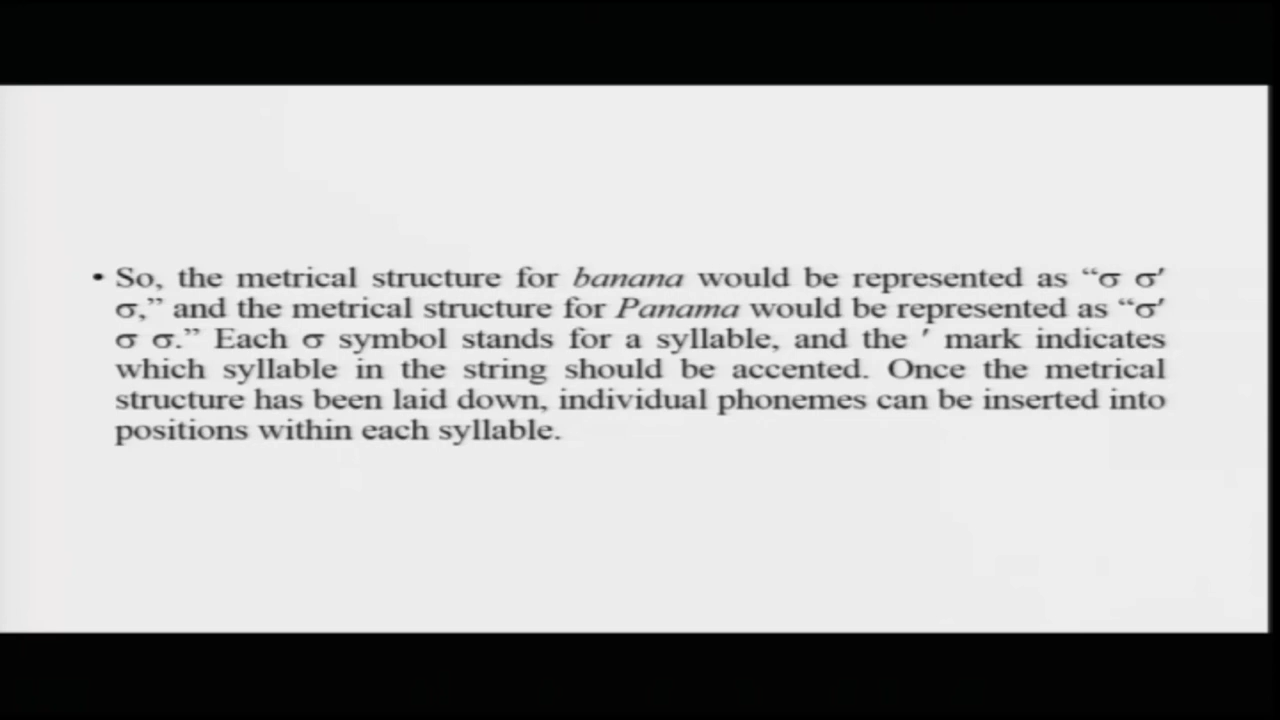 • So, the metrical structure for banana would be represented as “σ σ′
σ,” and the metrical structure for Panama would be represented as “σ′
σ σ.” Each σ symbol stands for a syllable, and the ′ mark indicates
which syllable in the string should be accented. Once the metrical
structure has been laid down, individual phonemes can be inserted into
positions within each syllable.